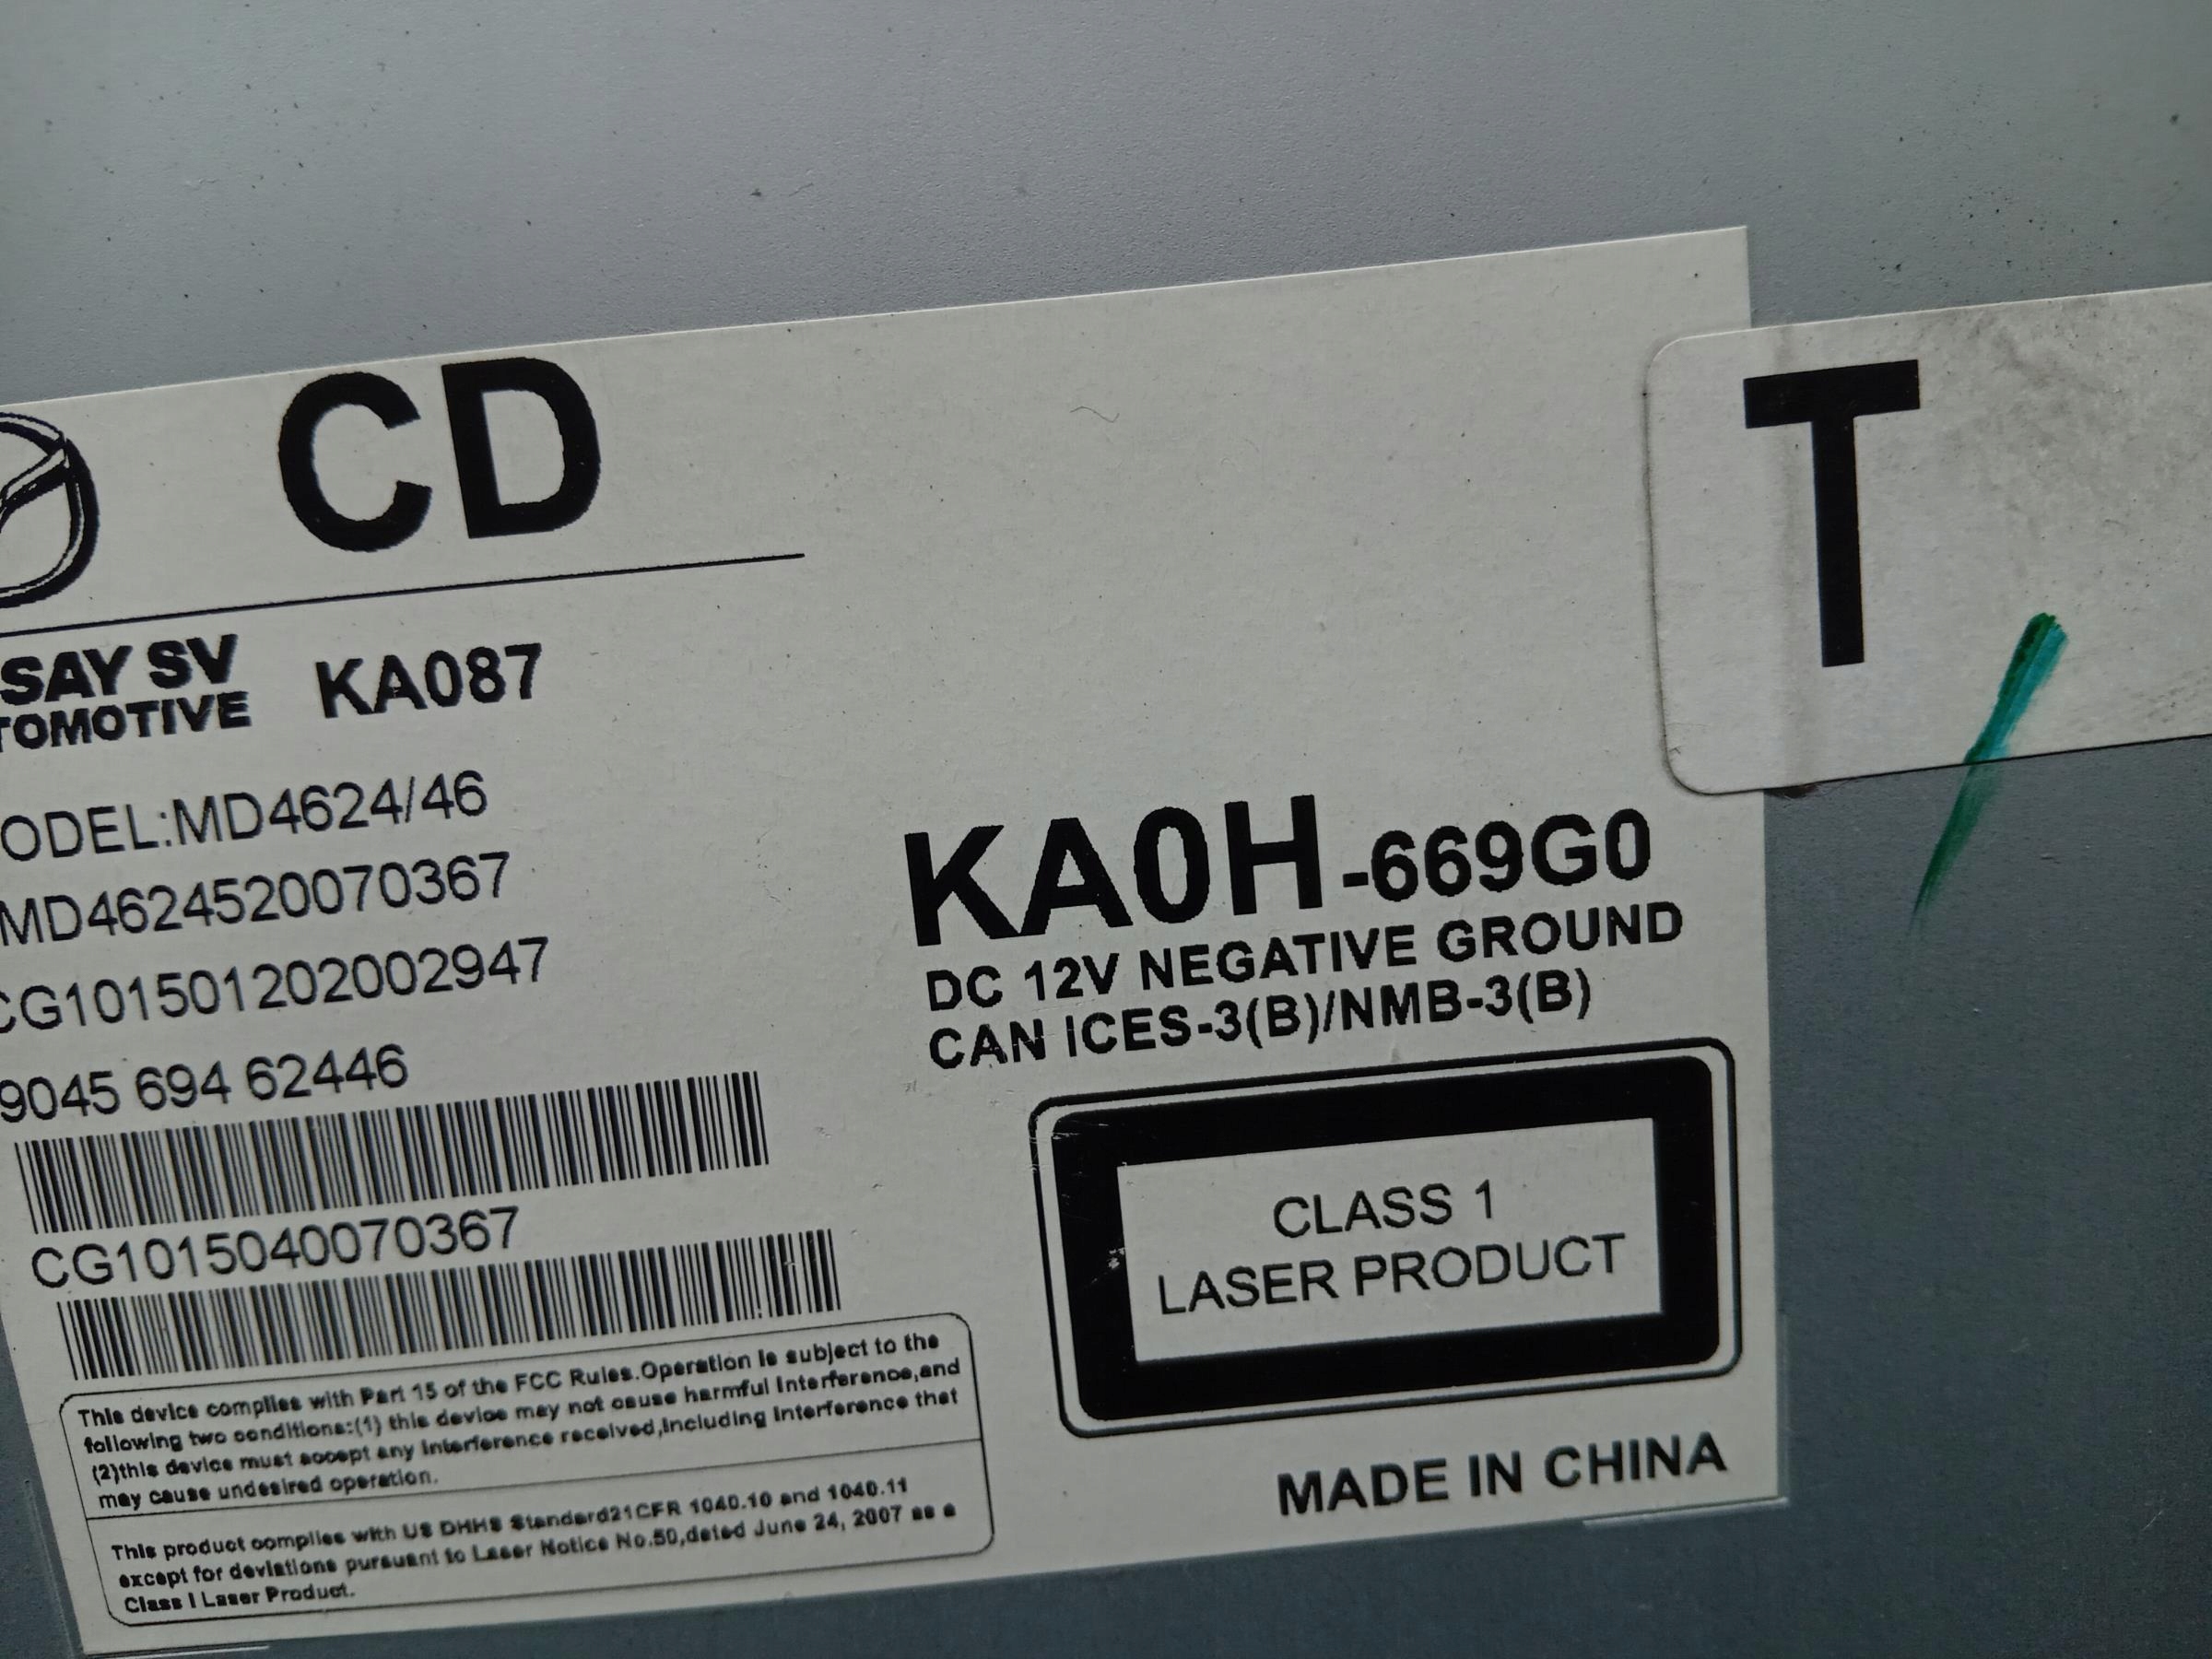 CD
T
SAY SV
TOMOTIVE
KA087
ODEL:MD4624/46
MD4624520070367
CG101501202002947
9045 694 62446
CG1015040070367
KA0H-669G0
DC 12V NEGATIVE GROUND
CAN ICES-3(B)/NMB-3(B)
CLASS 1
LASER PRODUCT
MADE IN CHINA
This device complies with Part 15 of the FCC Rules.Operation is subject to the
following two conditions:(1) this device may not cause harmful interference,and
(2)this device must accept any interference received,including interference that
may cause undesired operation.
This product complies with US DHHS Standard21CFR 1040.10 and 1040.11
except for deviations pursuant to Laser Notice No.50,dated June 24, 2007 as a
Class I Laser Product.